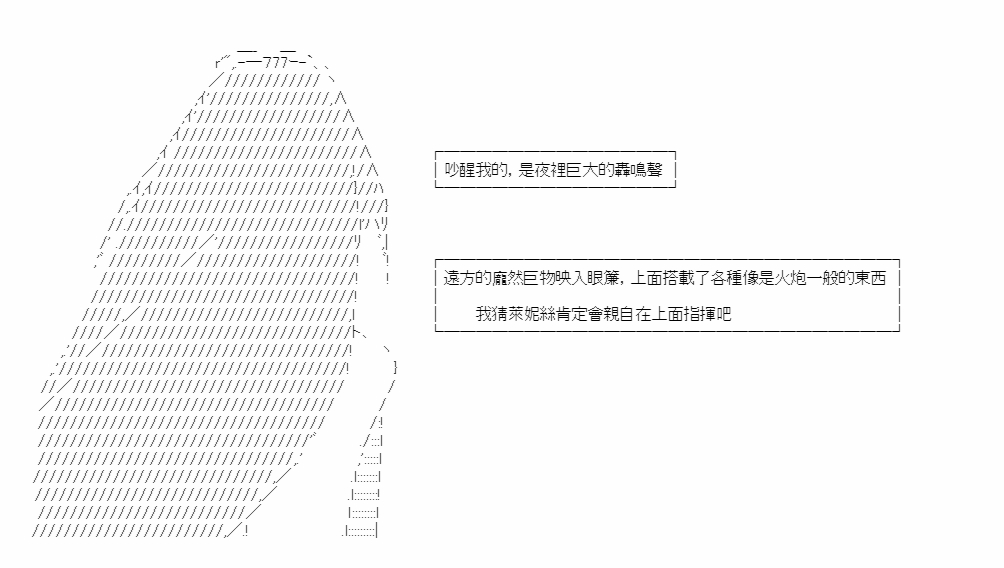 吵醒我的，是夜裡巨大的轟鳴聲
遠方的龐然巨物映入眼簾，上面搭載了各種像是火炮一般的東西
我猜萊妮絲肯定會親自在上面指揮吧